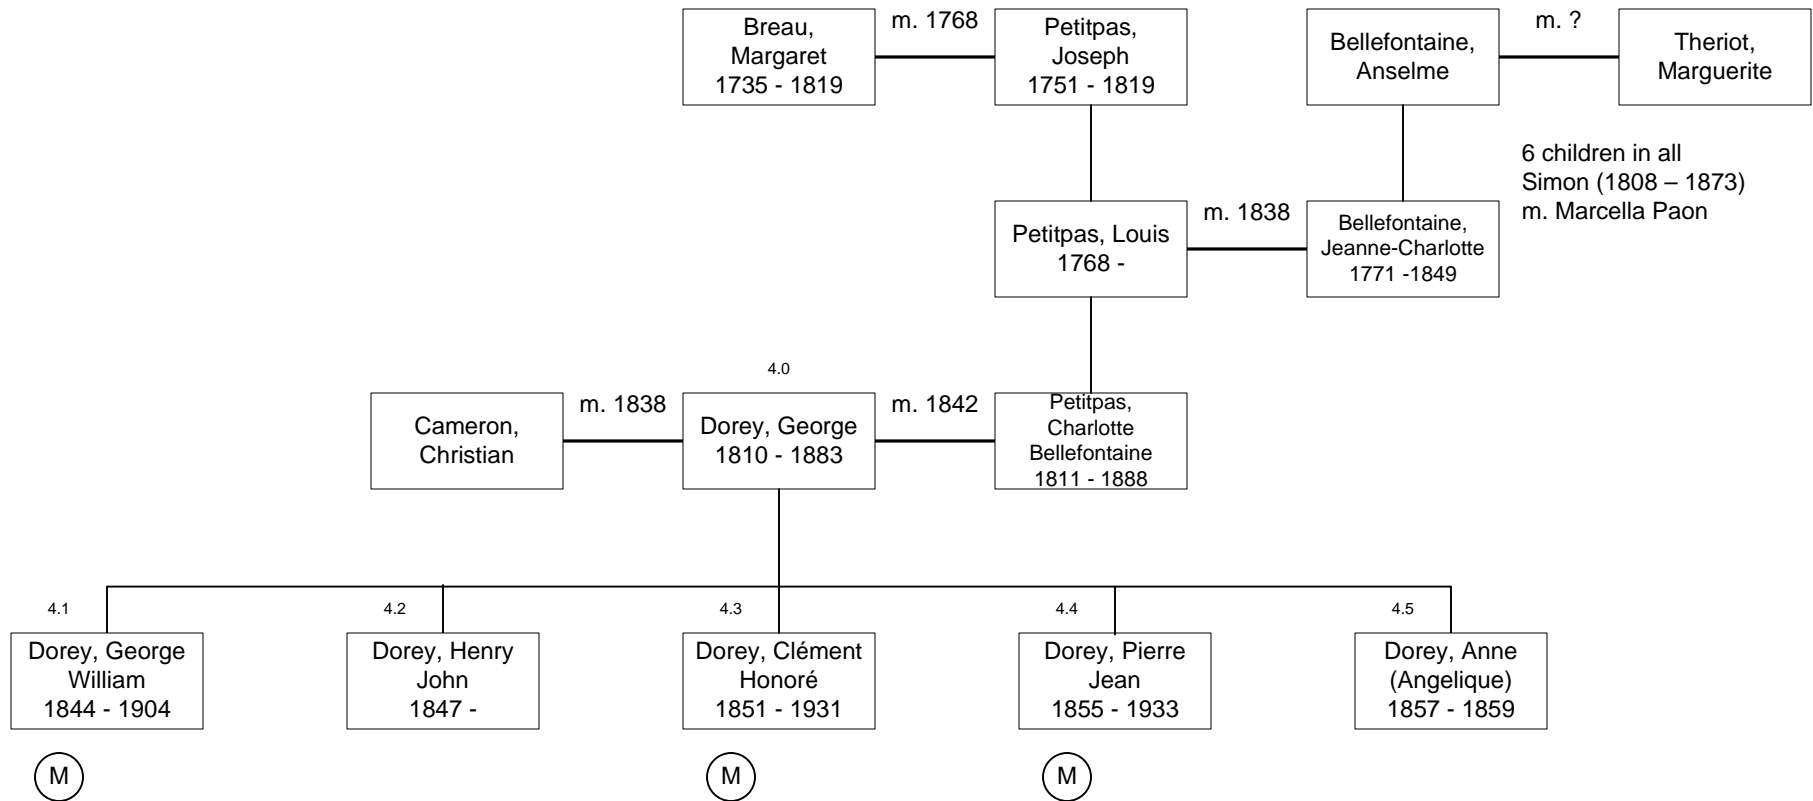 Breau,
Margaret
1735 - 1819
m. 1768
Petitpas,
Joseph
1751 - 1819
Bellefontaine,
Anselme
m. ?
Theriot,
Marguerite
6 children in all
Simon (1808 – 1873)
m. Marcella Paon
Petitpas, Louis
1768 -
m. 1838
Bellefontaine,
Jeanne-Charlotte
1771 -1849
4.0
Cameron,
Christian
m. 1838
Dorey, George
1810 - 1883
m. 1842
Petitpas,
Charlotte
Bellefontaine
1811 - 1888
4.1
Dorey, George
William
1844 - 1904
M
4.2
Dorey, Henry
John
1847 -
4.3
Dorey, Clément
Honoré
1851 - 1931
M
4.4
Dorey, Pierre
Jean
1855 - 1933
M
4.5
Dorey, Anne
(Angelique)
1857 - 1859